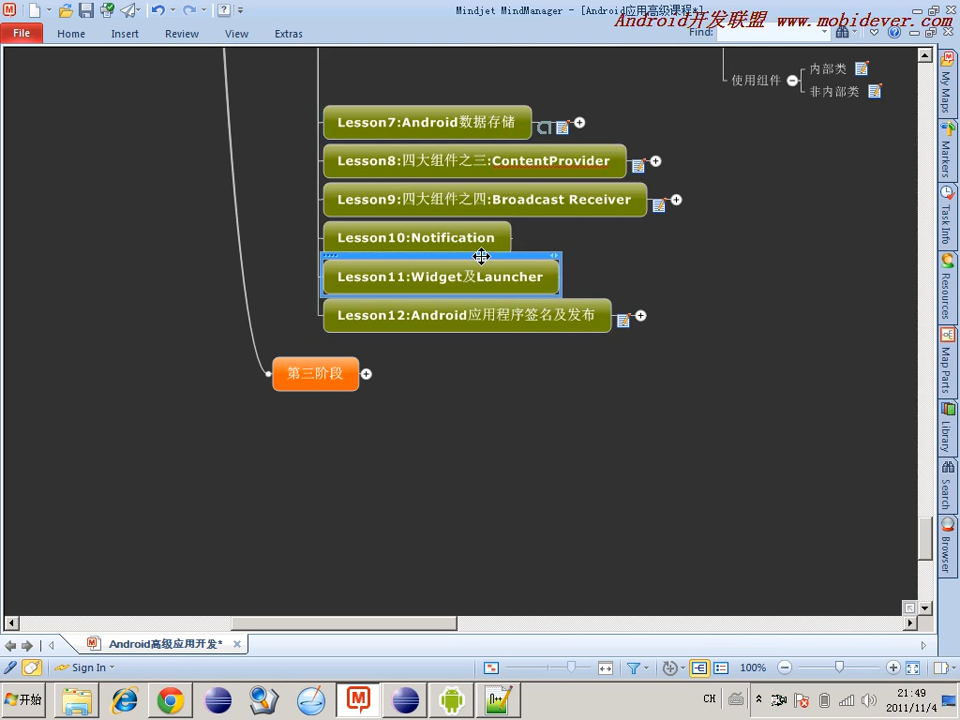 Mindjet MindManager - [Android应用高级课程*]
Android开发联盟 www.mobidever.com
File
Home
Insert
Review
View
Extras
Find:
使用组件
内部类
非内部类
Lesson7:Android数据存储
Lesson8:四大组件之三:ContentProvider
Lesson9:四大组件之四:Broadcast Receiver
Lesson10:Notification
Lesson11:Widget及Launcher
Lesson12:Android应用程序签名及发布
第三阶段
My Maps
Markers
Task Info
Resources
Map Parts
Library
Search
Browser
Android高级应用开发*
Sign In
100%
开始
CH
21:49
2011/11/4